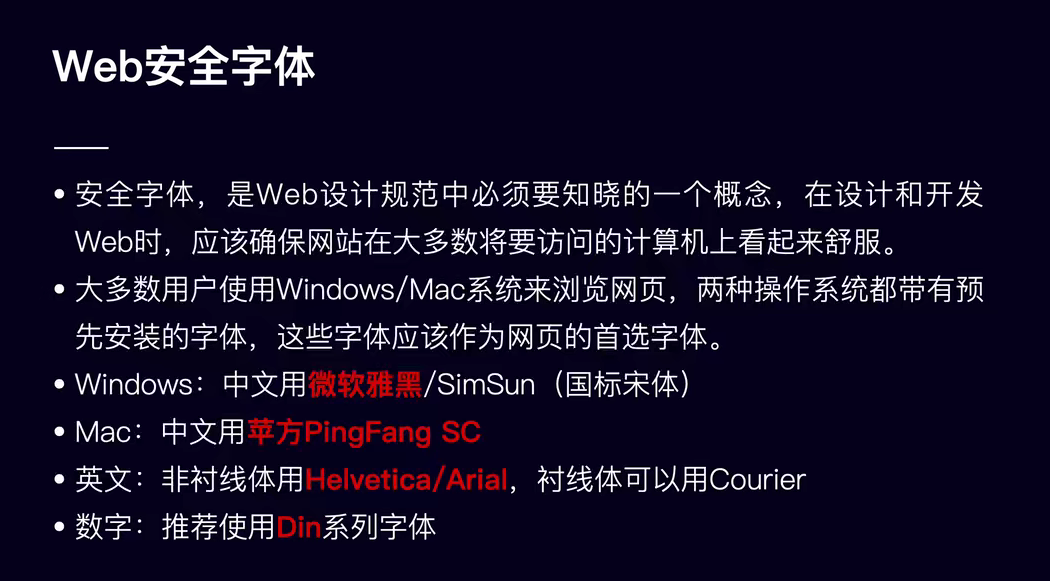 Web安全字体
• 安全字体，是Web设计规范中必须要知晓的一个概念，在设计和开发
Web时，应该确保网站在大多数将要访问的计算机上看起来舒服。
• 大多数用户使用Windows/Mac系统来浏览网页，两种操作系统都带有预
先安装的字体，这些字体应该作为网页的首选字体。
• Windows：中文用微软雅黑/SimSun（国标宋体）
• Mac：中文用苹方PingFang SC
• 英文：非衬线体用Helvetica/Arial，衬线体可以用Courier
• 数字：推荐使用Din系列字体